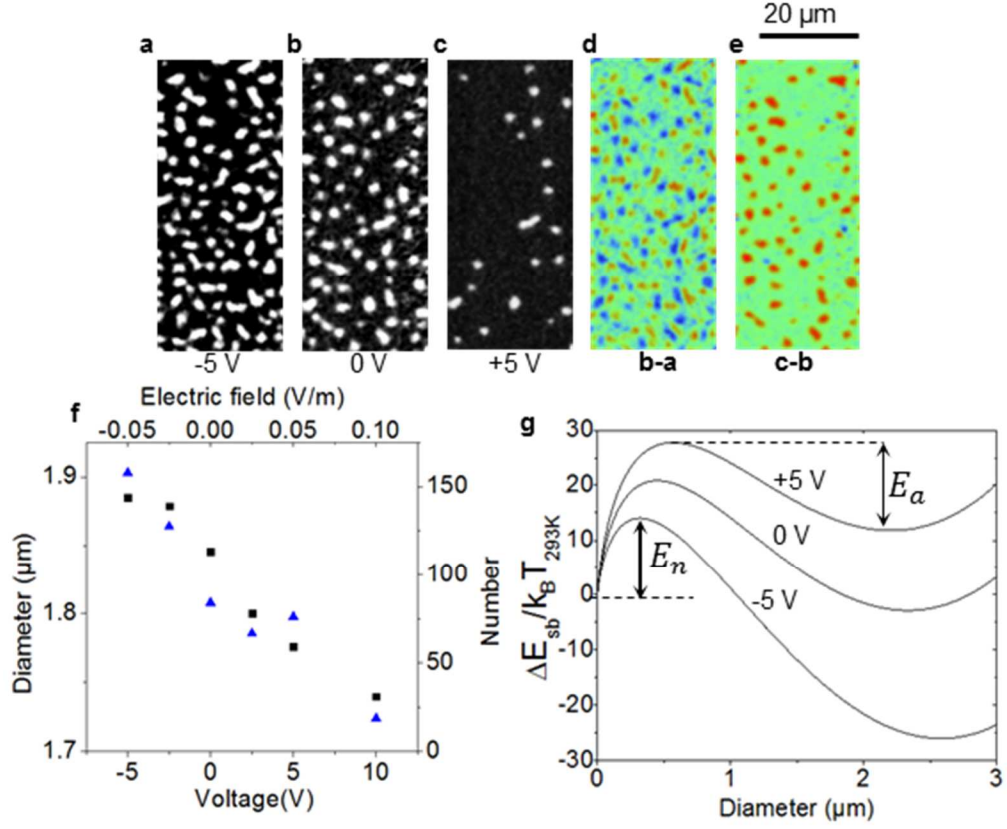 20 µm
a b c d e
-5 V 0 V +5 V b-a c-b
f Electric field (V/m)
-0.05 0.00 0.05 0.10
1.9
1.8
1.7
Diameter (µm)
150
100
50
0
Number
-5 0 5 10
Voltage(V)
g
30
20
10
0
-10
-20
-30
ΔE_sb/k_BT_293K
+5 V
E_a
0 V
E_n
-5 V
0 1 2 3
Diameter (µm)